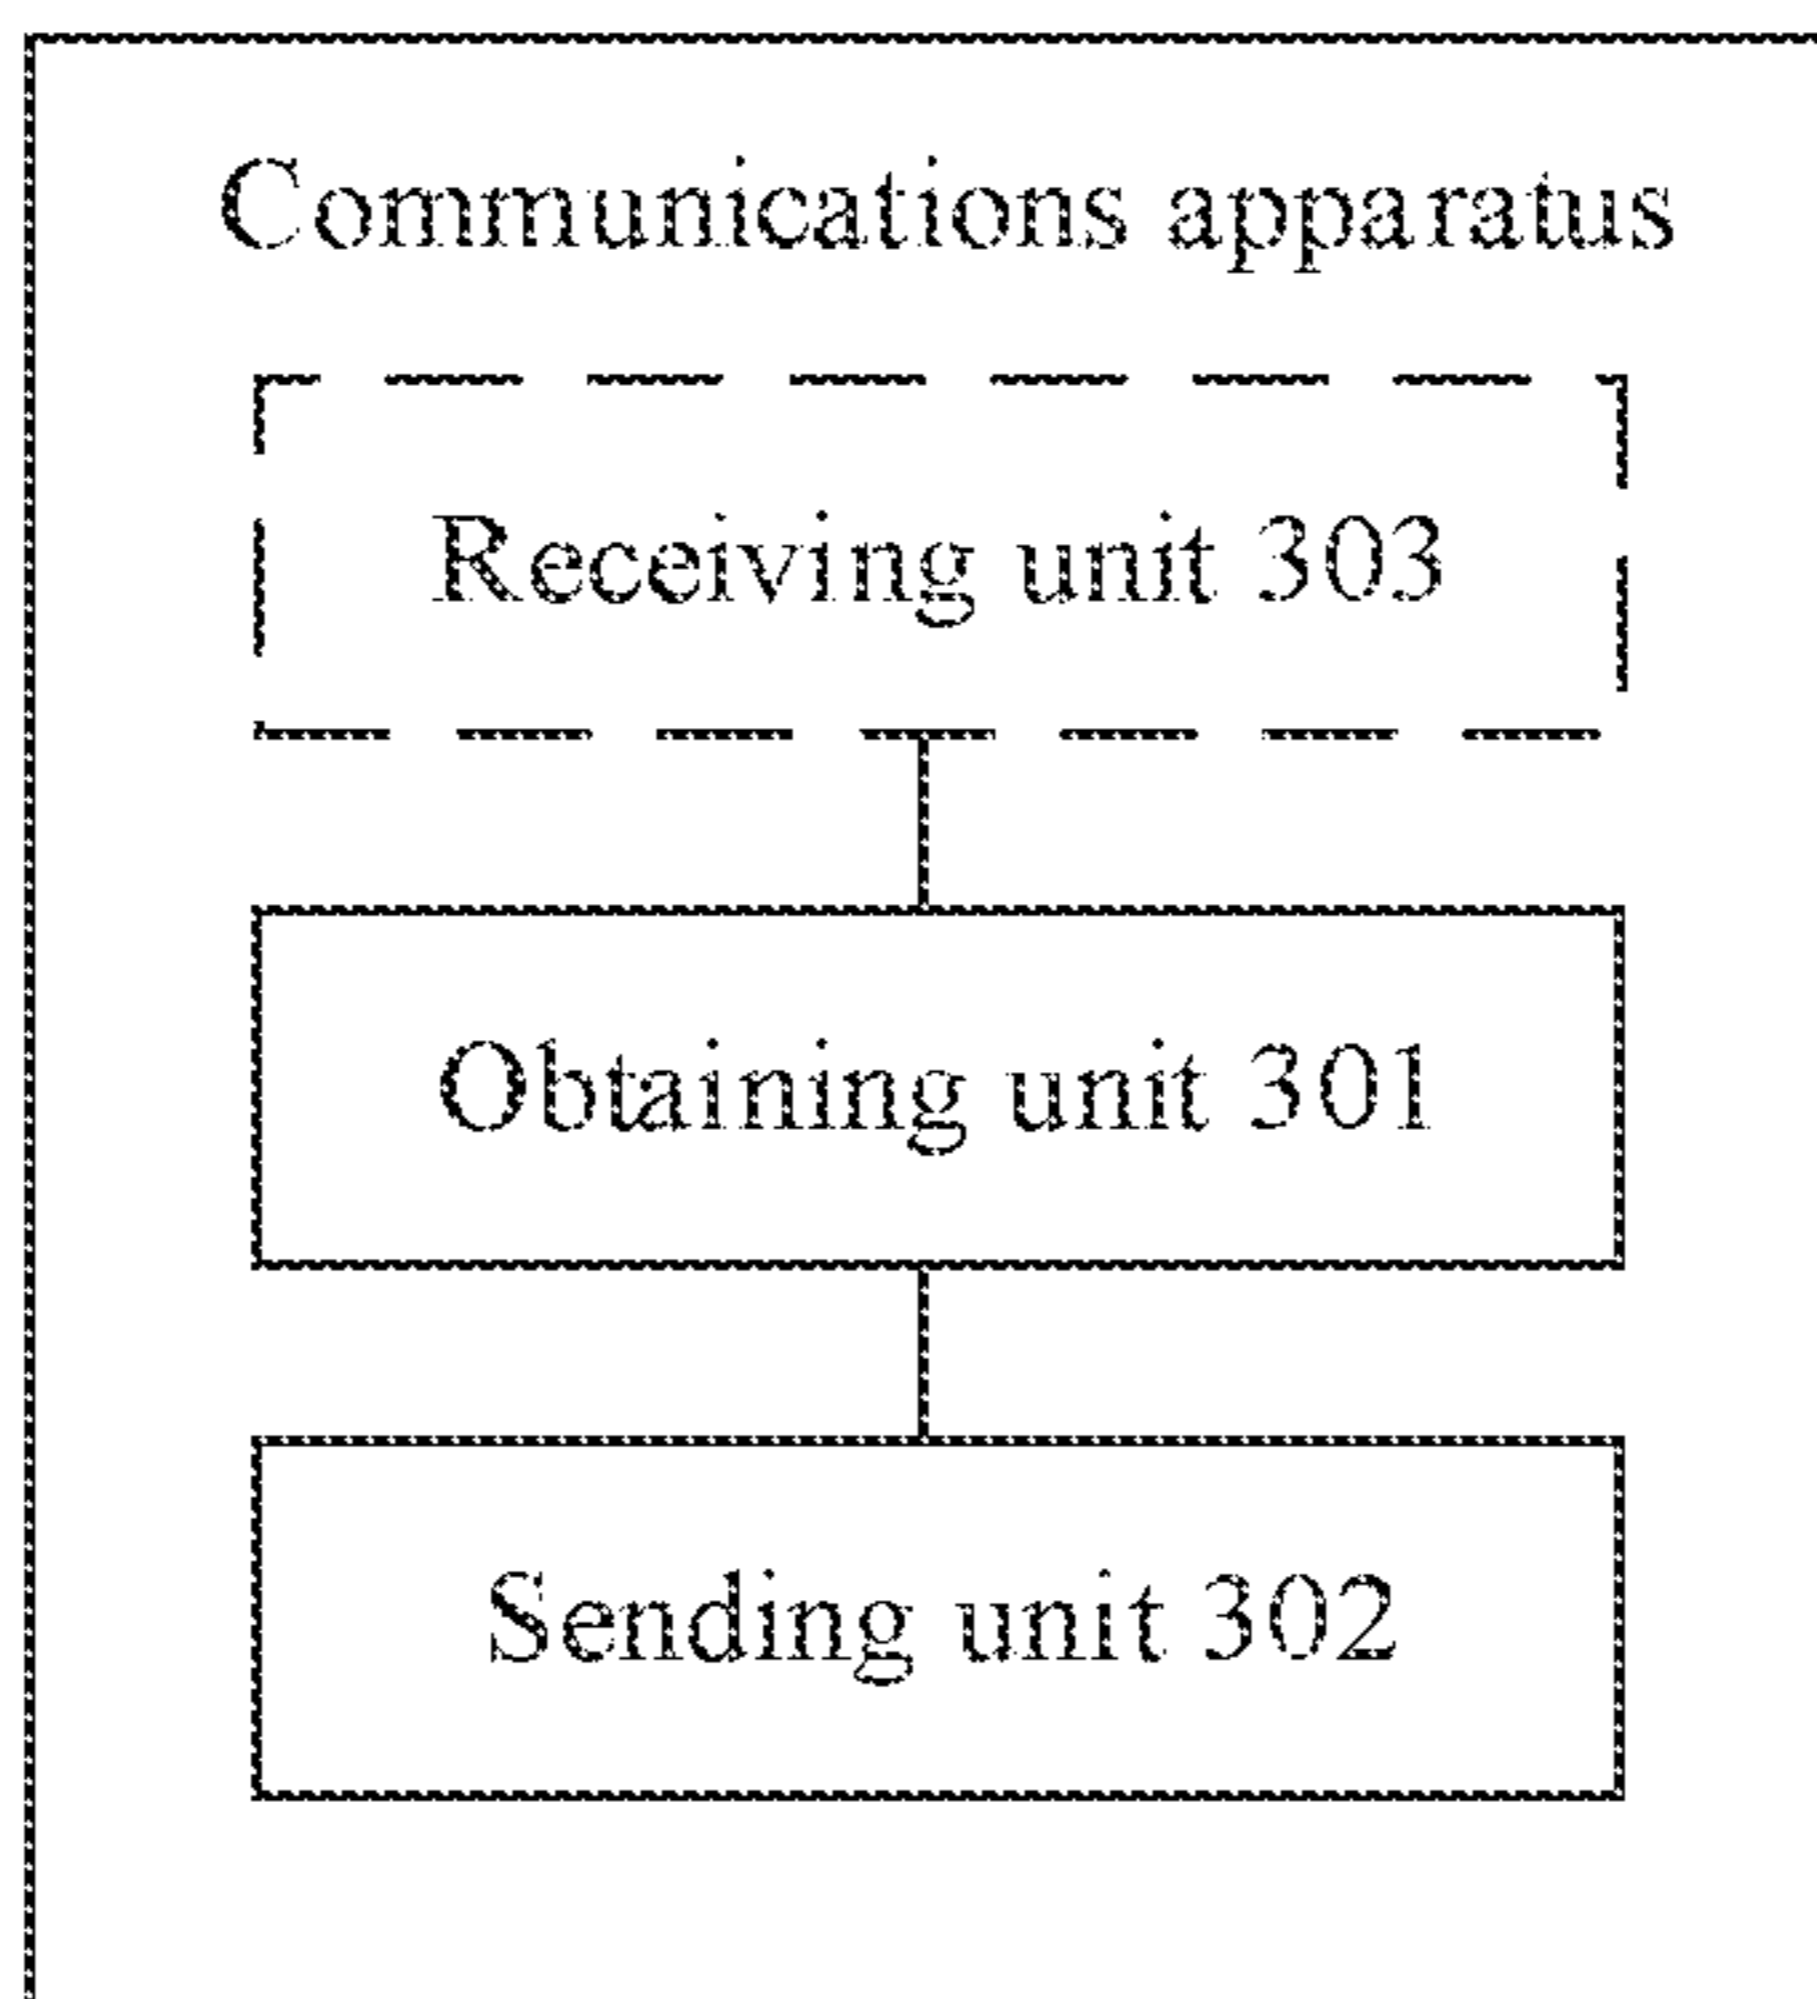 Communications apparatus
Receiving unit 303
Obtaining unit 301
Sending unit 302